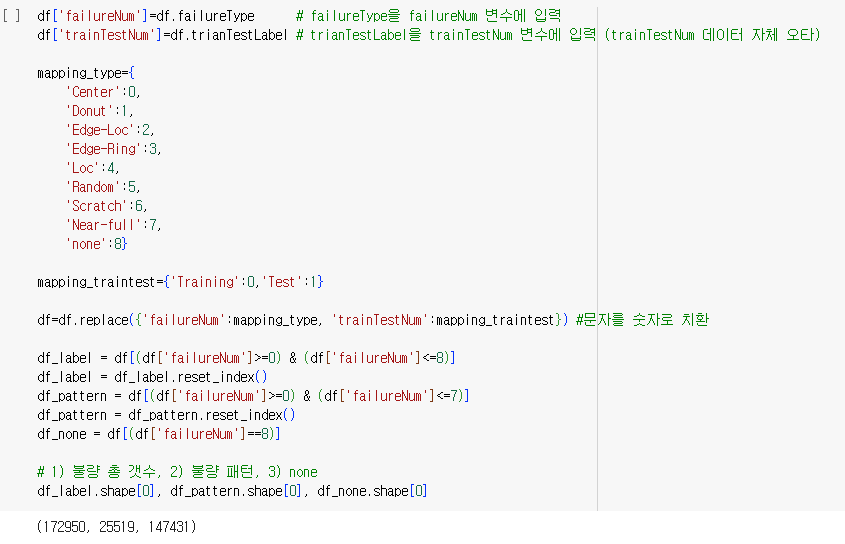 [ ] df['failureNum']=df.failureType # failureType을 failureNum 변수에 입력
df['trainTestNum']=df.trianTestLabel # trianTestLabel을 trainTestNum 변수에 입력 (trainTestNum 데이터 자체 오타)
mapping_type={
'Center':0,
'Donut':1,
'Edge-Loc':2,
'Edge-Ring':3,
'Loc':4,
'Random':5,
'Scratch':6,
'Near-full':7,
'none':8}
mapping_traintest={'Training':0,'Test':1}
df=df.replace({'failureNum':mapping_type, 'trainTestNum':mapping_traintest}) #문자를 숫자로 치환
df_label = df[(df['failureNum']>=0) & (df['failureNum']<=8)]
df_label = df_label.reset_index()
df_pattern = df[(df['failureNum']>=0) & (df['failureNum']<=7)]
df_pattern = df_pattern.reset_index()
df_none = df[(df['failureNum']==8)]
# 1) 불량 총 갯수, 2) 불량 패턴, 3) none
df_label.shape[0], df_pattern.shape[0], df_none.shape[0]
(172950, 25519, 147431)